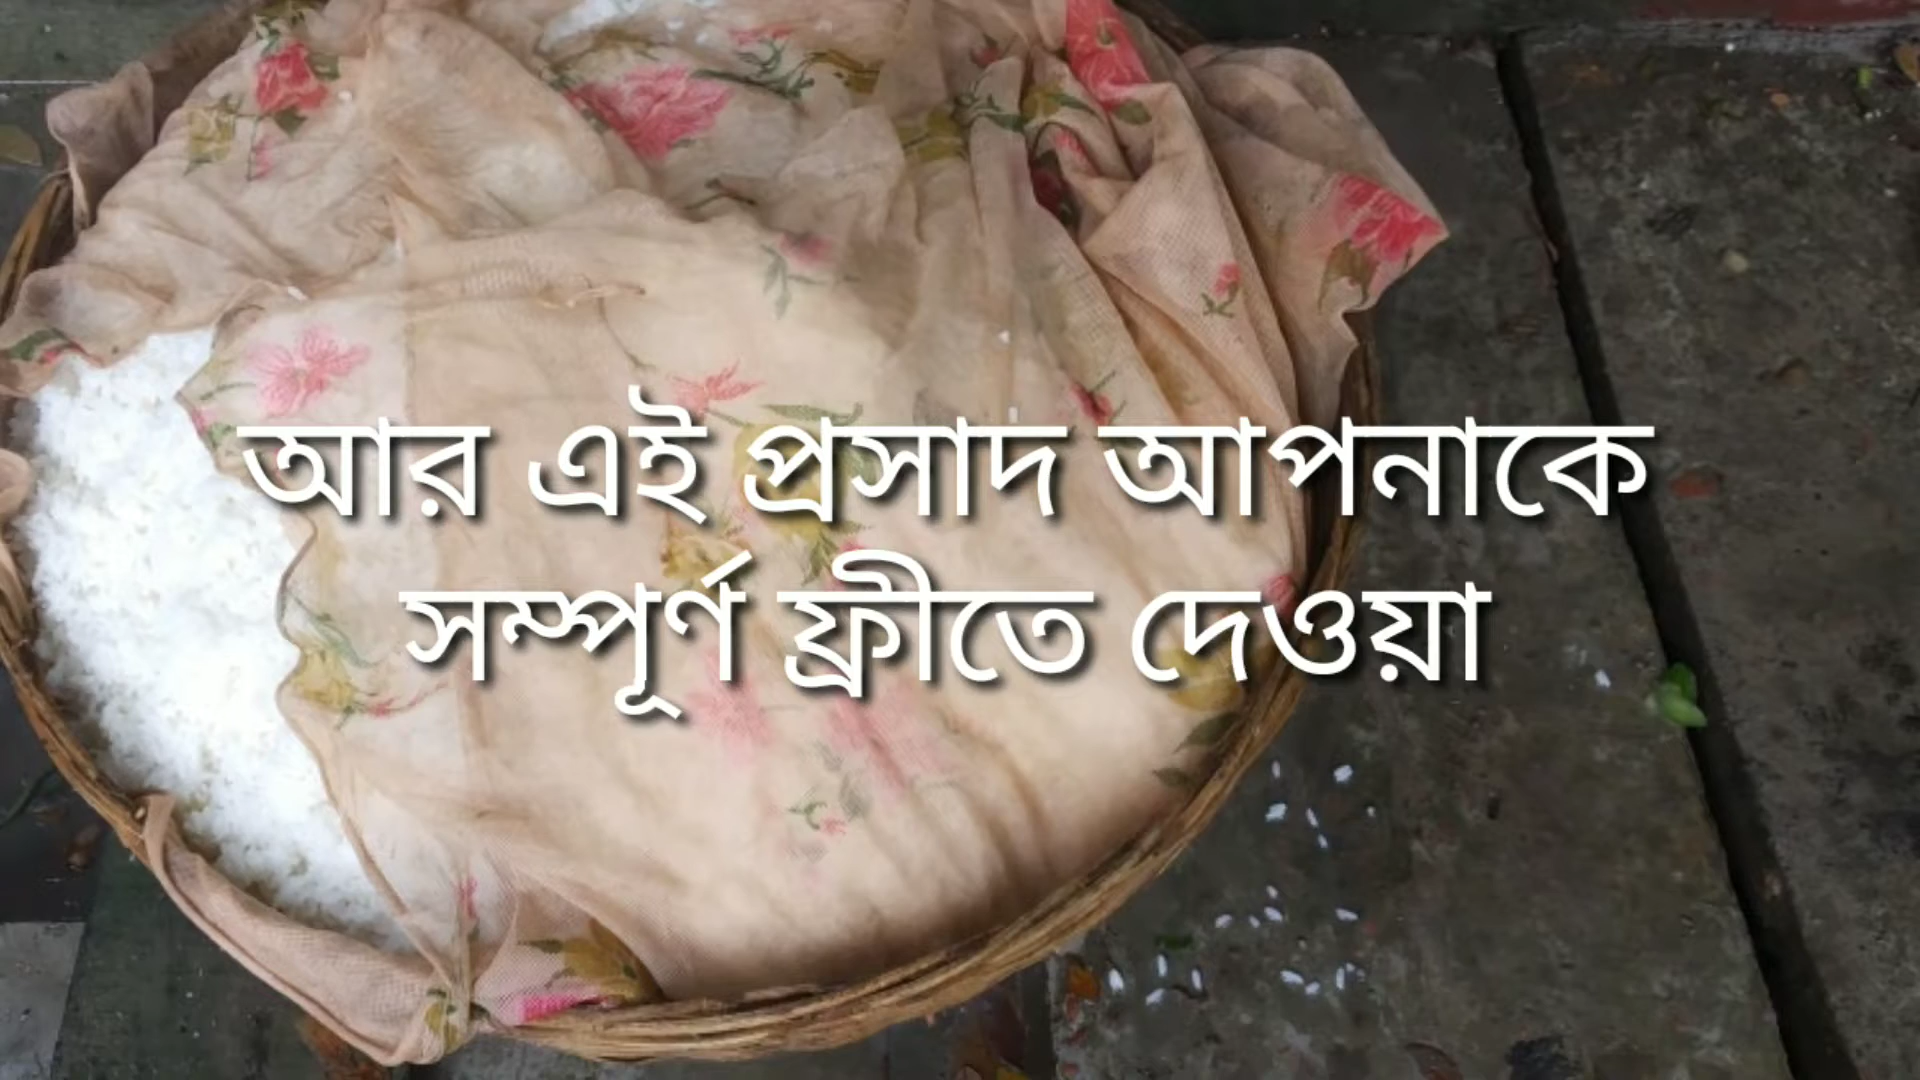 আর এই প্রসাদ আপনাকে
সম্পূর্ণ ফ্রীতে দেওয়া